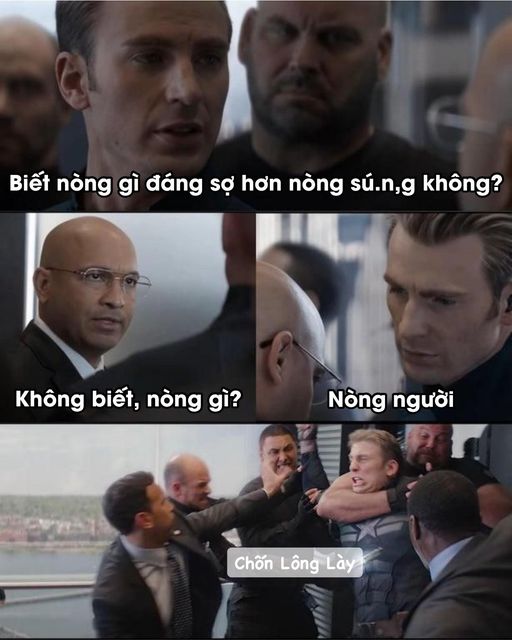 Biết nòng gì đáng sợ hơn nòng sú.n,g không?
Không biết, nòng gì?
Nòng người
Chốn Lông Lày